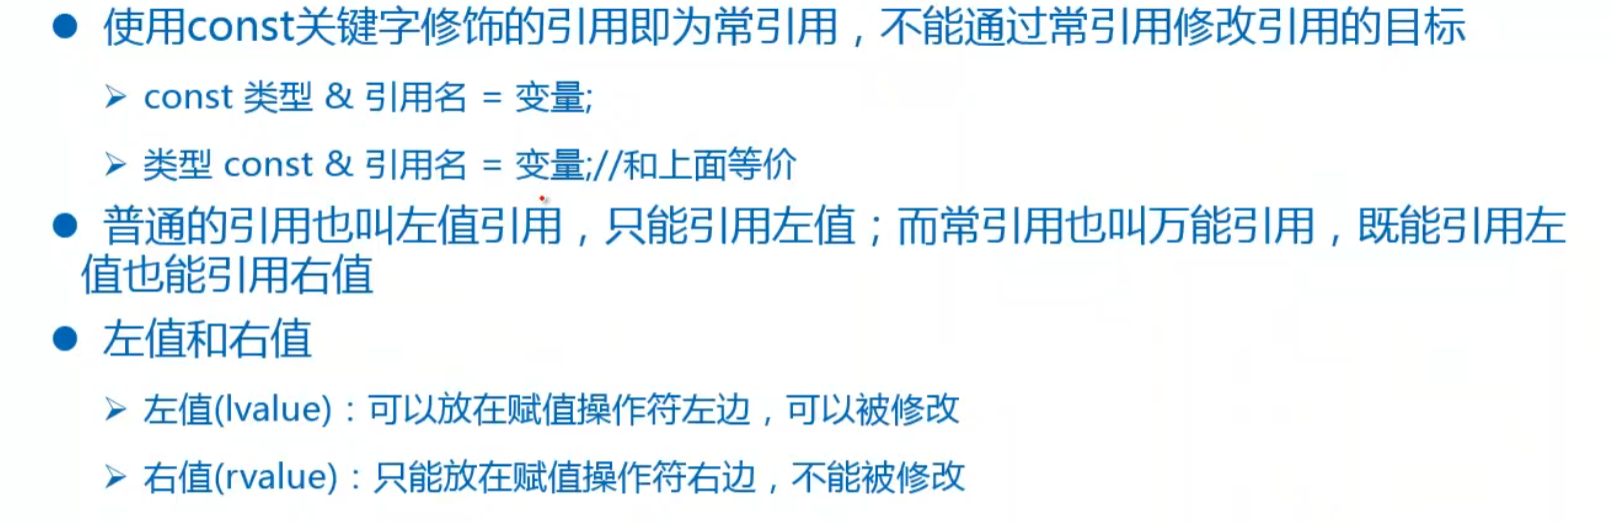 ● 使用const关键字修饰的引用即为常引用，不能通过常引用修改引用的目标
➢ const 类型 & 引用名 = 变量;
➢ 类型 const & 引用名 = 变量;//和上面等价
● 普通的引用也叫左值引用，只能引用左值；而常引用也叫万能引用，既能引用左
值也能引用右值
● 左值和右值
➢ 左值(lvalue)：可以放在赋值操作符左边，可以被修改
➢ 右值(rvalue)：只能放在赋值操作符右边，不能被修改